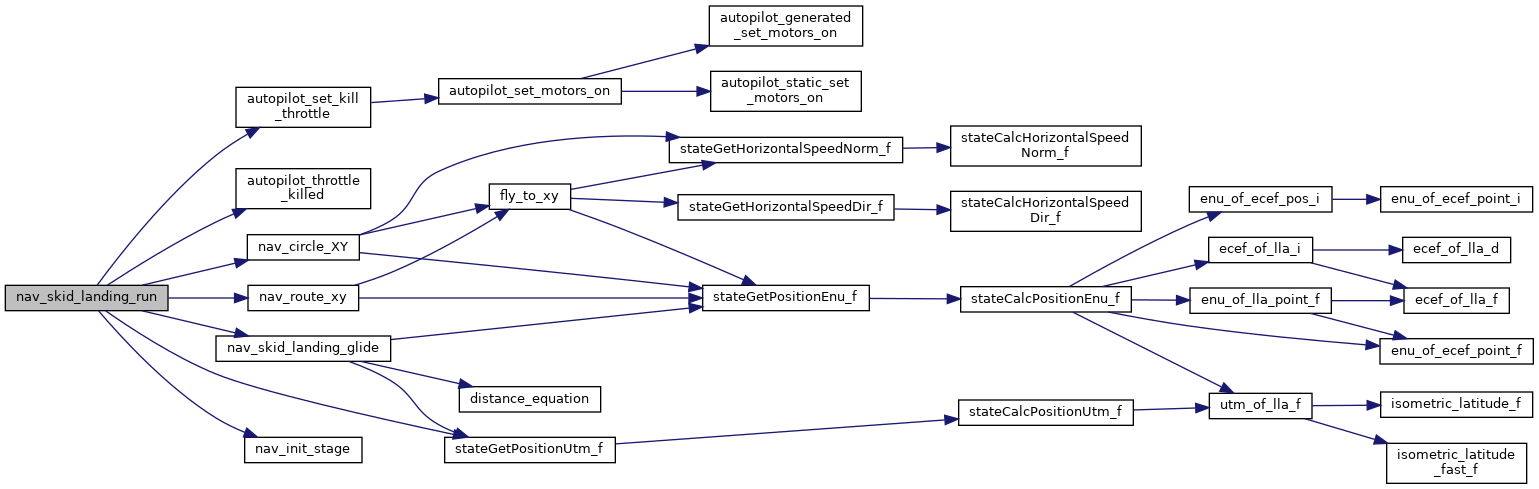 nav_skid_landing_run
autopilot_set_kill
_throttle
autopilot_throttle
_killed
nav_circle_XY
nav_route_xy
nav_skid_landing_glide
nav_init_stage
autopilot_set_motors_on
fly_to_xy
distance_equation
stateGetPositionUtm_f
autopilot_generated
_set_motors_on
autopilot_static_set
_motors_on
stateGetHorizontalSpeedNorm_f
stateGetHorizontalSpeedDir_f
stateGetPositionEnu_f
stateCalcHorizontalSpeed
Norm_f
stateCalcHorizontalSpeed
Dir_f
stateCalcPositionEnu_f
stateCalcPositionUtm_f
enu_of_ecef_pos_i
ecef_of_lla_i
enu_of_lla_point_f
utm_of_lla_f
enu_of_ecef_point_i
ecef_of_lla_d
ecef_of_lla_f
enu_of_ecef_point_f
isometric_latitude_f
isometric_latitude
_fast_f